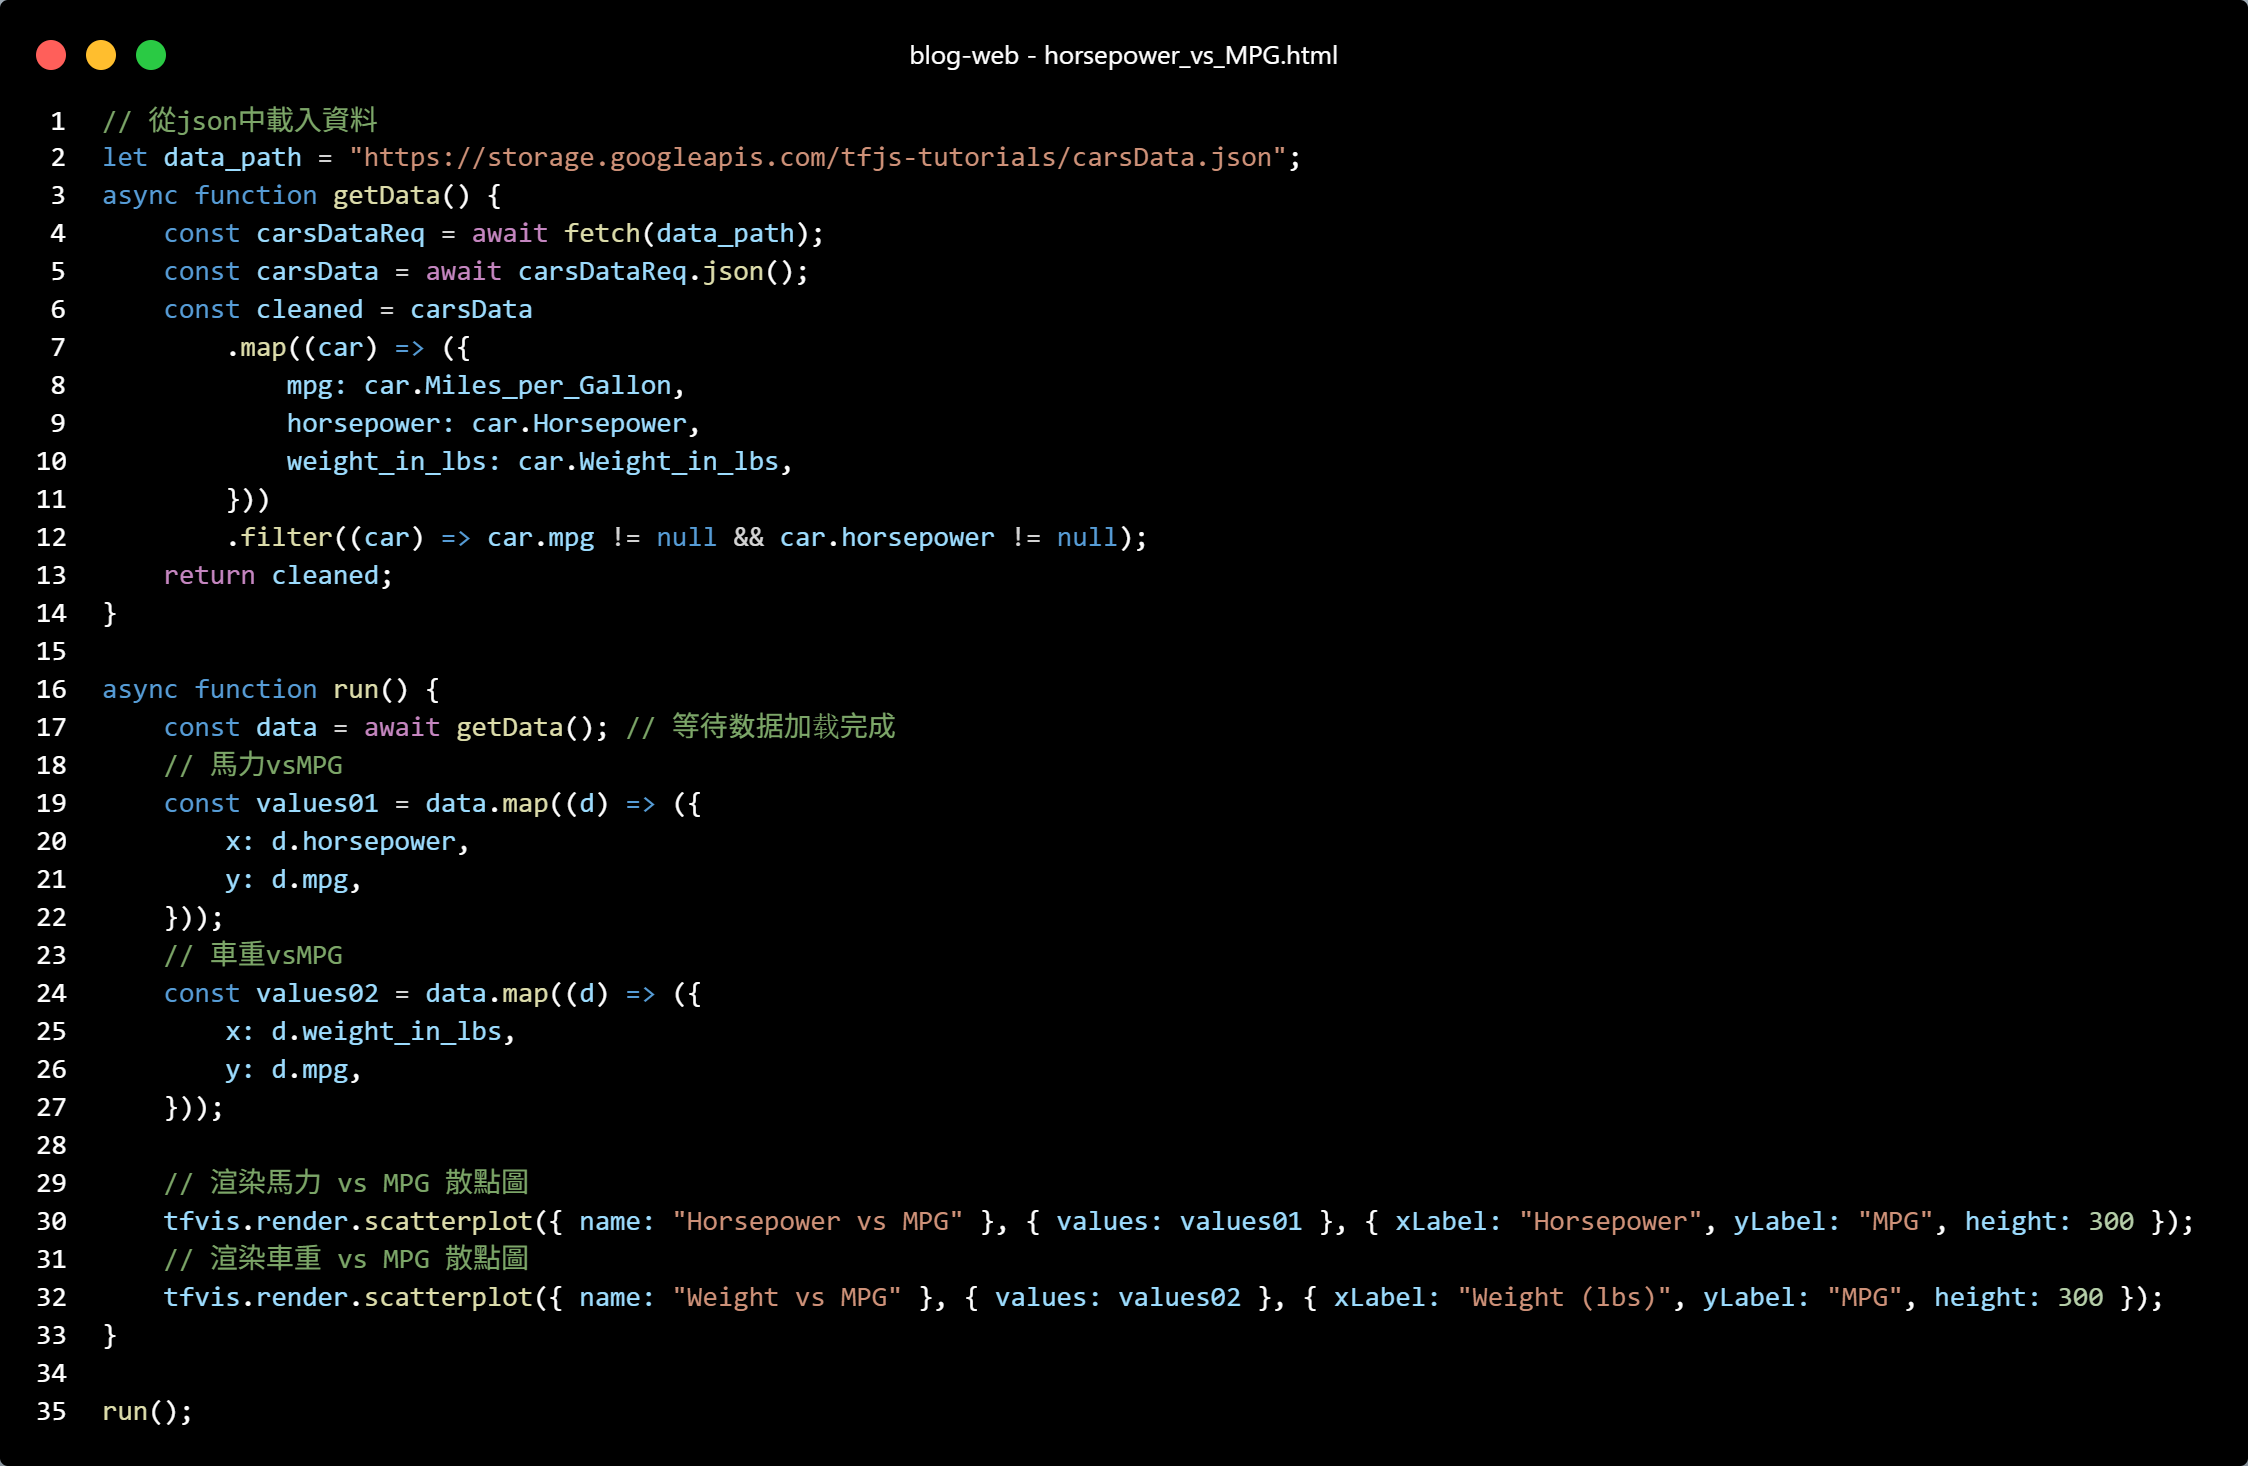 blog-web - horsepower_vs_MPG.html
1 // 從json中載入資料
2 let data_path = "https://storage.googleapis.com/tfjs-tutorials/carsData.json";
3 async function getData() {
4     const carsDataReq = await fetch(data_path);
5     const carsData = await carsDataReq.json();
6     const cleaned = carsData
7         .map((car) => ({
8             mpg: car.Miles_per_Gallon,
9             horsepower: car.Horsepower,
10             weight_in_lbs: car.Weight_in_lbs,
11         }))
12         .filter((car) => car.mpg != null && car.horsepower != null);
13     return cleaned;
14 }
15
16 async function run() {
17     const data = await getData(); // 等待数据加载完成
18     // 馬力vsMPG
19     const values01 = data.map((d) => ({
20         x: d.horsepower,
21         y: d.mpg,
22     }));
23     // 車重vsMPG
24     const values02 = data.map((d) => ({
25         x: d.weight_in_lbs,
26         y: d.mpg,
27     }));
28
29     // 渲染馬力 vs MPG 散點圖
30     tfvis.render.scatterplot({ name: "Horsepower vs MPG" }, { values: values01 }, { xLabel: "Horsepower", yLabel: "MPG", height: 300 });
31     // 渲染車重 vs MPG 散點圖
32     tfvis.render.scatterplot({ name: "Weight vs MPG" }, { values: values02 }, { xLabel: "Weight (lbs)", yLabel: "MPG", height: 300 });
33 }
34
35 run();